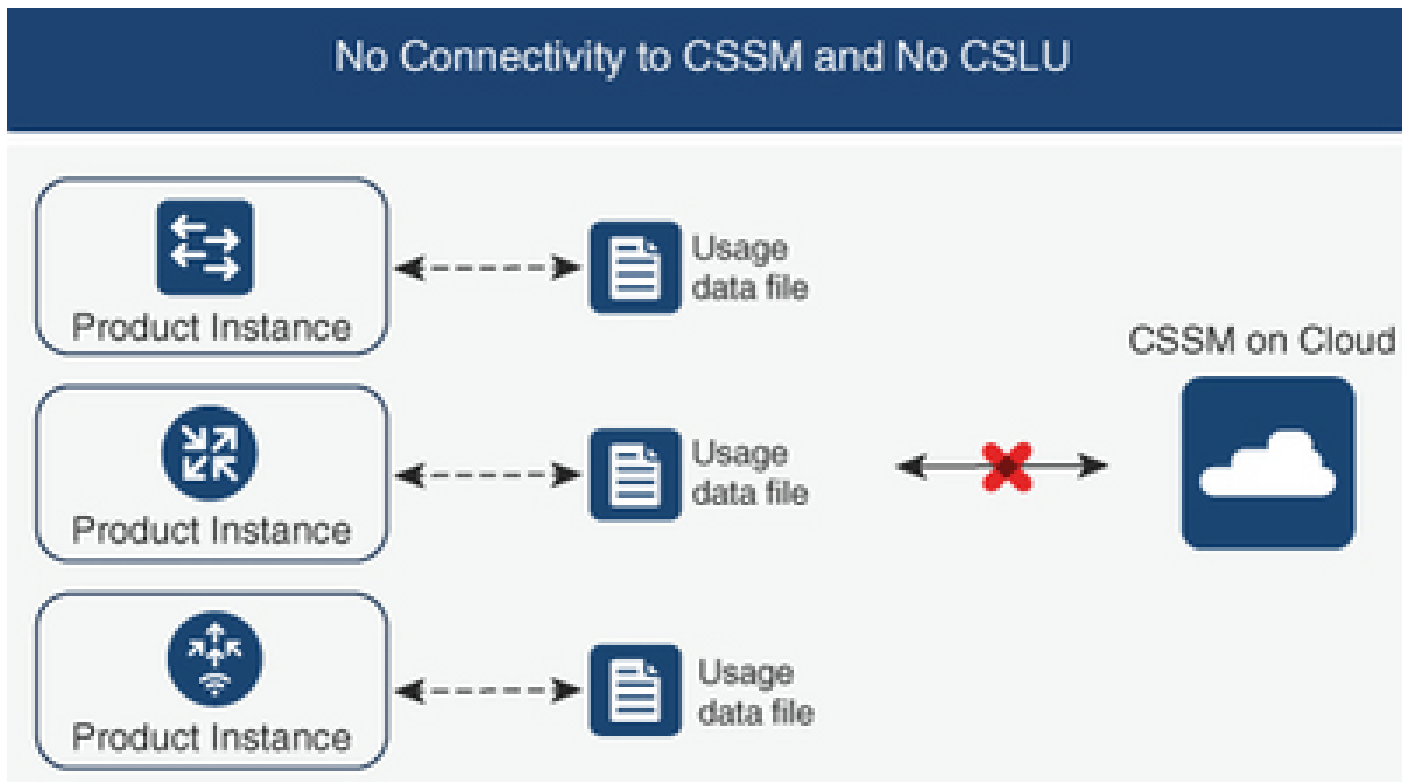 No Connectivity to CSSM and No CSLU
Product Instance
Usage
data file
Product Instance
Usage
data file
CSSM on Cloud
Product Instance
Usage
data file